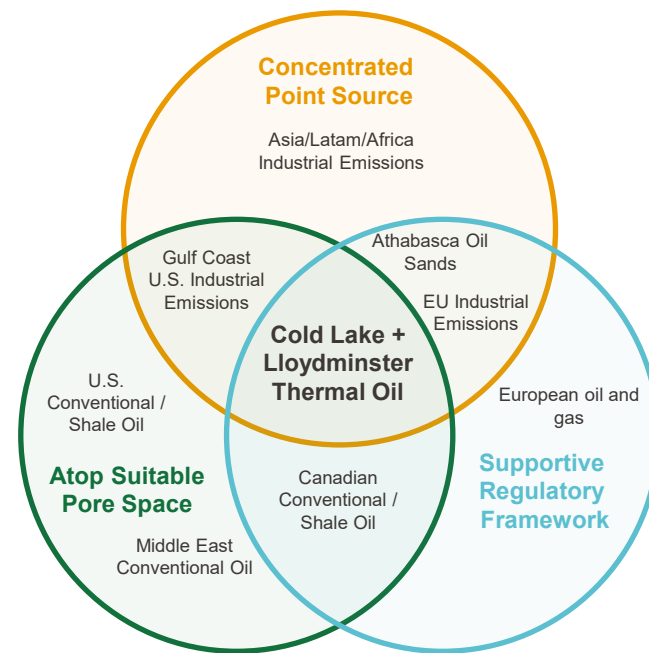 Concentrated
Point Source
Asia/Latam/Africa
Industrial Emissions
Gulf Coast
U.S. Industrial
Emissions
Athabasca Oil
Sands
EU Industrial
Emissions
Cold Lake +
Lloydminster
Thermal Oil
U.S.
Conventional /
Shale Oil
European oil and
gas
Atop Suitable
Pore Space
Canadian
Conventional /
Shale Oil
Supportive
Regulatory
Framework
Middle East
Conventional Oil